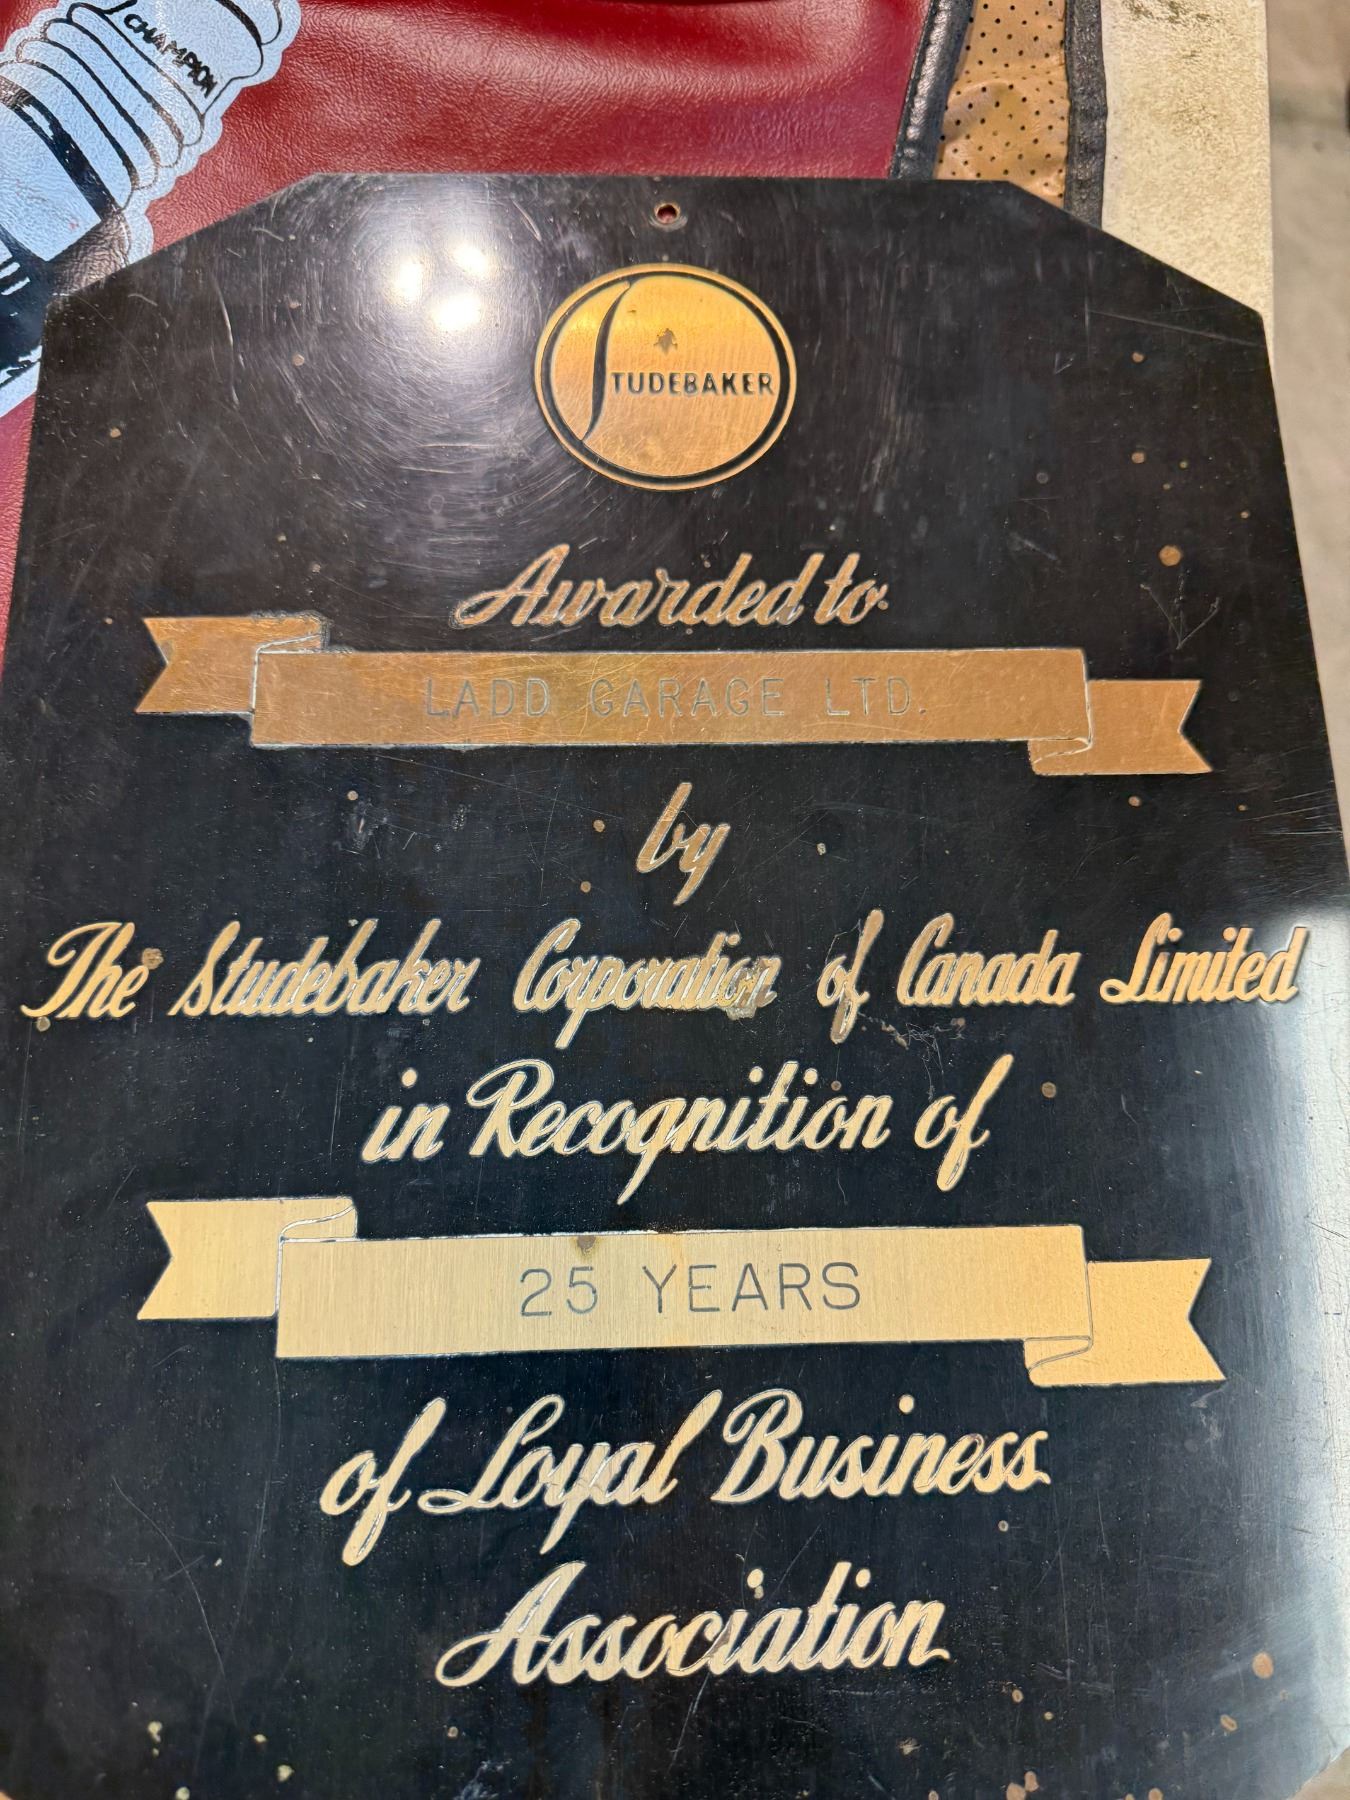 CHAMPION
STUDEBAKER
Awarded to
LADD GARAGE LTD.
by
The Studebaker Corporation of Canada Limited
in Recognition of
25 YEARS
of Loyal Business
Association